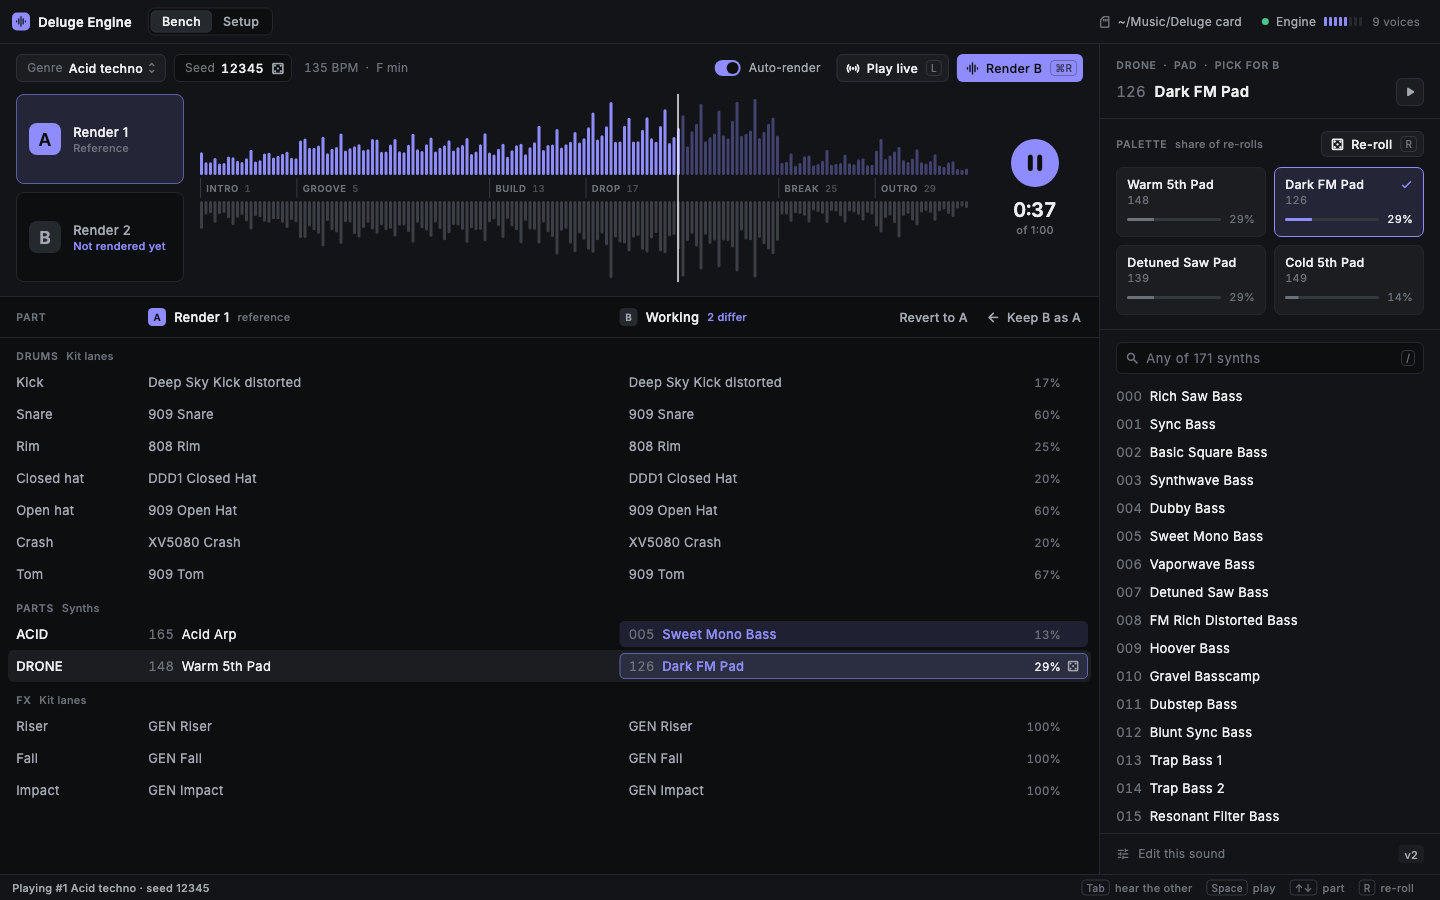 Deluge Engine Bench Setup ~/Music/Deluge card Engine 9 voices
Genre Acid techno Seed 12345 135 BPM · F min Auto-render Play live L Render B ⌘R
A Render 1
Reference
B Render 2
Not rendered yet
INTRO 1 GROOVE 5 BUILD 13 DROP 17 BREAK 25 OUTRO 29
0:37
of 1:00
PART A Render 1 reference B Working 2 differ Revert to A ← Keep B as A
DRUMS Kit lanes
Kick Deep Sky Kick distorted Deep Sky Kick distorted 17%
Snare 909 Snare 909 Snare 60%
Rim 808 Rim 808 Rim 25%
Closed hat DDD1 Closed Hat DDD1 Closed Hat 20%
Open hat 909 Open Hat 909 Open Hat 60%
Crash XV5080 Crash XV5080 Crash 20%
Tom 909 Tom 909 Tom 67%
PARTS Synths
ACID 165 Acid Arp 005 Sweet Mono Bass 13%
DRONE 148 Warm 5th Pad 126 Dark FM Pad 29%
FX Kit lanes
Riser GEN Riser GEN Riser 100%
Fall GEN Fall GEN Fall 100%
Impact GEN Impact GEN Impact 100%
DRONE · PAD · PICK FOR B
126 Dark FM Pad
PALETTE share of re-rolls Re-roll R
Warm 5th Pad
148
29%
Dark FM Pad
126
29%
Detuned Saw Pad
139
29%
Cold 5th Pad
149
14%
Any of 171 synths /
000 Rich Saw Bass
001 Sync Bass
002 Basic Square Bass
003 Synthwave Bass
004 Dubby Bass
005 Sweet Mono Bass
006 Vaporwave Bass
007 Detuned Saw Bass
008 FM Rich Distorted Bass
009 Hoover Bass
010 Gravel Basscamp
011 Dubstep Bass
012 Blunt Sync Bass
013 Trap Bass 1
014 Trap Bass 2
015 Resonant Filter Bass
Edit this sound v2
Playing #1 Acid techno · seed 12345 Tab hear the other Space play ↑↓ part R re-roll